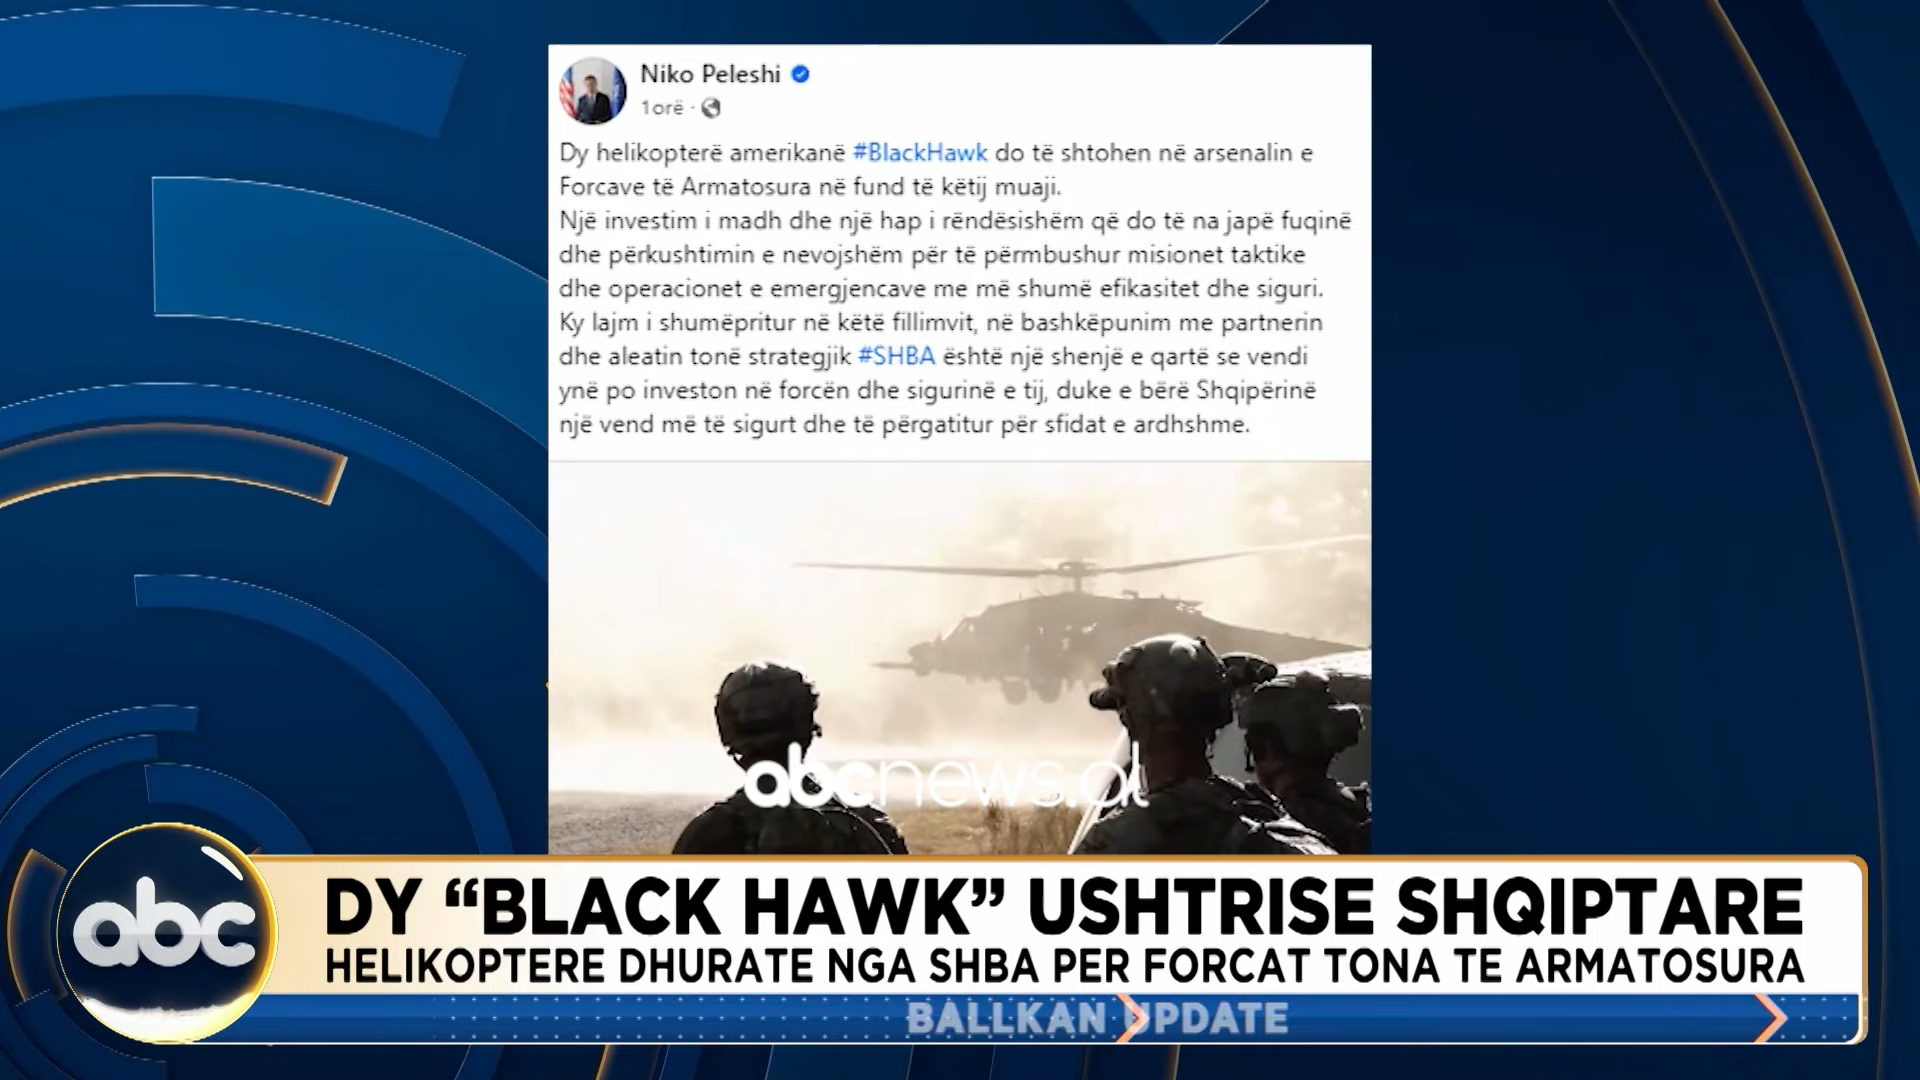 Niko Peleshi
1 orë ·
Dy helikopterë amerikanë #BlackHawk do të shtohen në arsenalin e
Forcave të Armatosura në fund të këtij muaji.
Një investim i madh dhe një hap i rëndësishëm që do të na japë fuqinë
dhe përkushtimin e nevojshëm për të përmbushur misionet taktike
dhe operacionet e emergjencave me më shumë efikasitet dhe siguri.
Ky lajm i shumëpritur në këtë fillimvit, në bashkëpunim me partnerin
dhe aleatin tonë strategjik #SHBA është një shenjë e qartë se vendi
ynë po investon në forcën dhe sigurinë e tij, duke e bërë Shqipërinë
një vend më të sigurt dhe të përgatitur për sfidat e ardhshme.
abcnews.al
abc
DY “BLACK HAWK” USHTRISE SHQIPTARE
HELIKOPTERE DHURATE NGA SHBA PER FORCAT TONA TE ARMATOSURA
BALLKAN UPDATE